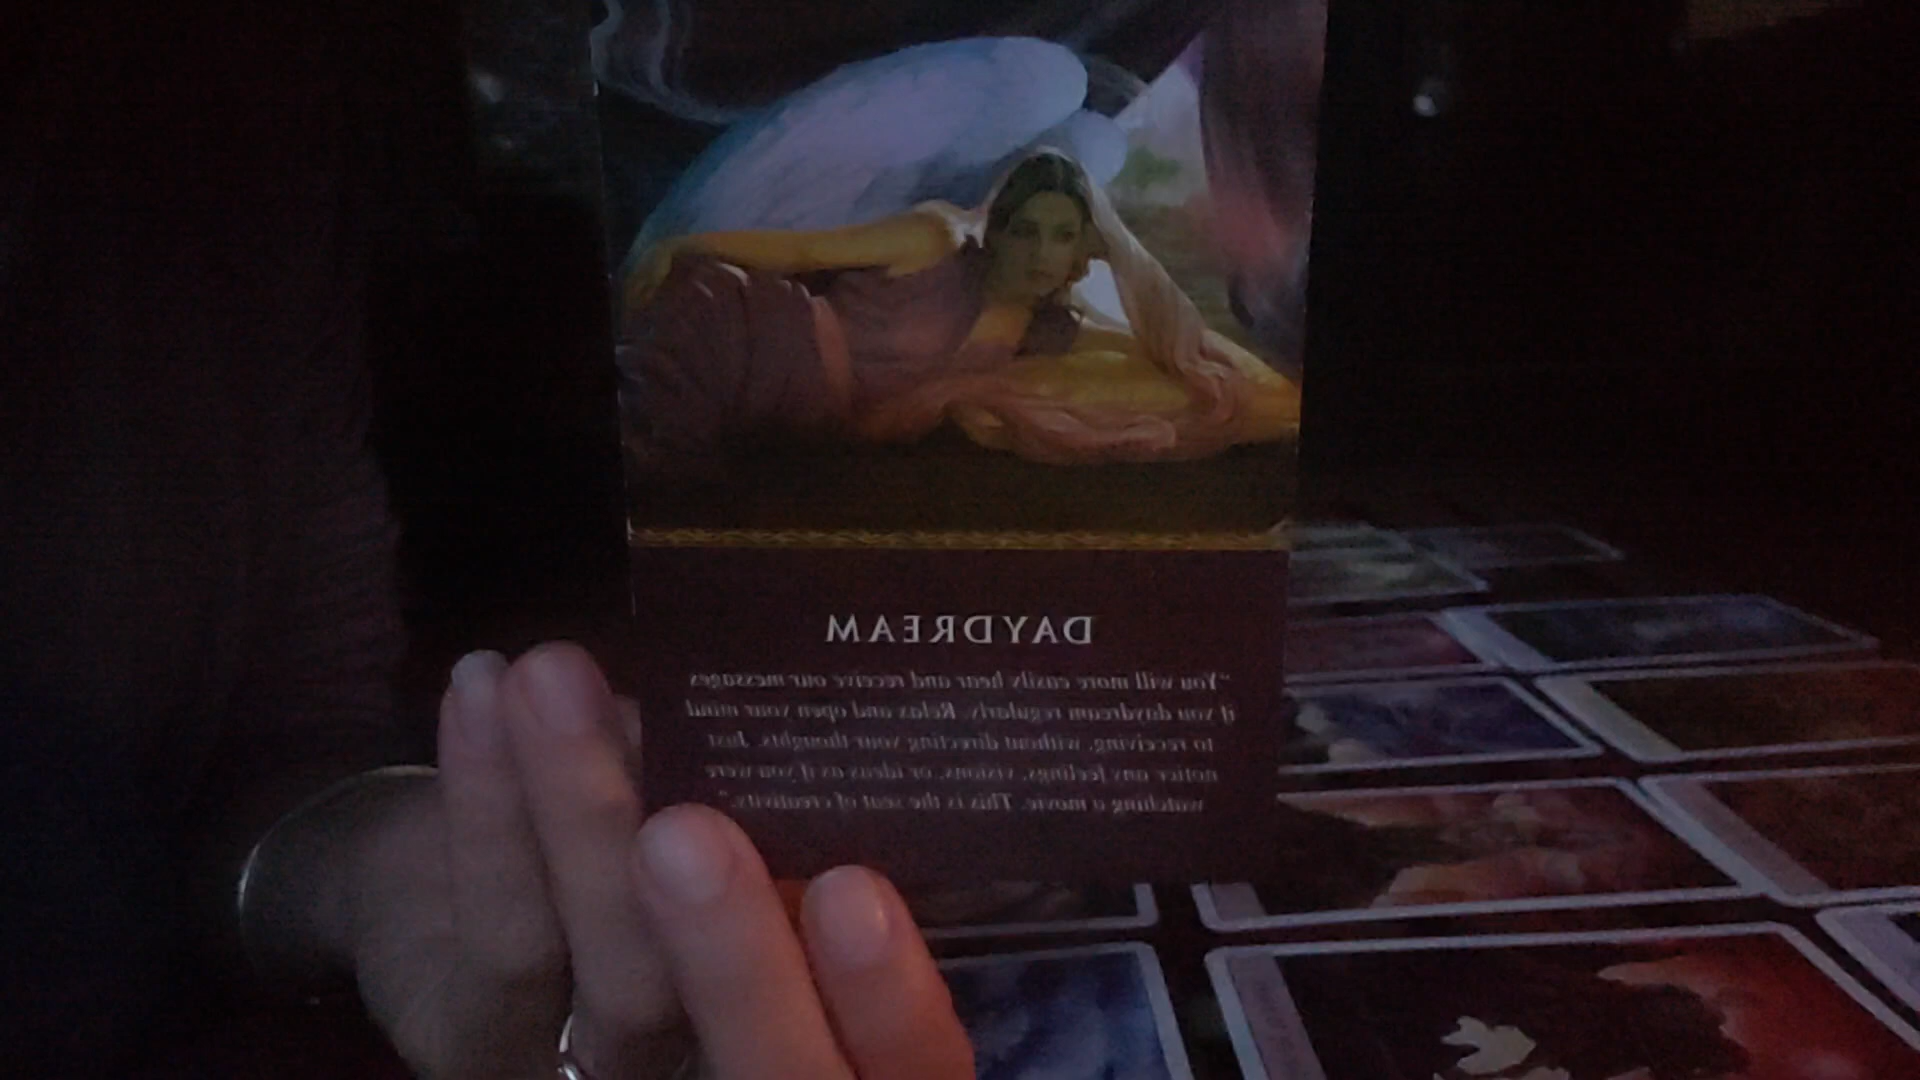 DAYDREAM
"You will more easily hear and receive our messages
if you daydream regularly. Relax and open your mind
to receiving, without directing your thoughts. Just
notice any feelings, visions, or ideas as if you were
watching a movie. This is the seat of creativity."